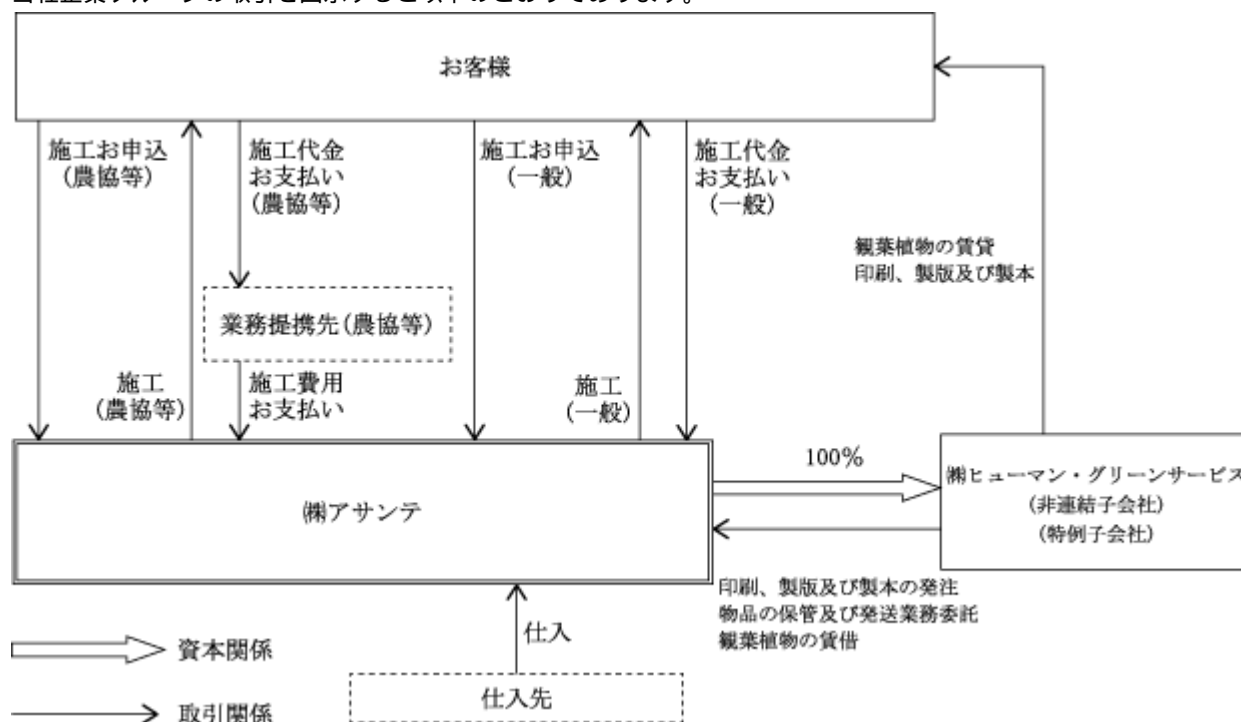 当社企業グループの取引を図示すると以下のとおりであります。
お客様
施工お申込
(農協等)
施工代金
お支払い
(農協等)
施工お申込
(一般)
施工代金
お支払い
(一般)
観葉植物の賃貸
印刷、製版及び製本
業務提携先(農協等)
施工
(農協等)
施工費用
お支払い
施工
(一般)
㈱アサンテ
100%
㈱ヒューマン・グリーンサービス
(非連結子会社)
(特例子会社)
印刷、製版及び製本の発注
物品の保管及び発送業務委託
観葉植物の賃借
仕入
仕入先
資本関係
取引関係